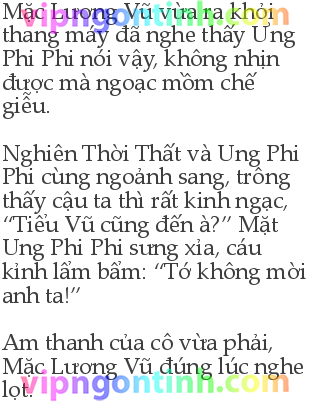 Mặc Lương Vũ vừa ra khỏi
thang máy đã nghe thấy Ung
Phi Phi nói vậy, không nhịn
được mà ngoạc mồm chế
giễu.
Nghiên Thời Thất và Ung Phi
Phi cùng ngoảnh sang, trông
thấy cậu ta thì rất kinh ngạc,
“Tiểu Vũ cũng đến à?” Mặt
Ung Phi Phi sưng xỉa, cáu
kỉnh lẩm bẩm: “Tớ không mời
anh ta!”
Âm thanh của cô vừa phải,
Mặc Lương Vũ đúng lúc nghe
lọt.
vipngontinh.com
vipngontinh.com